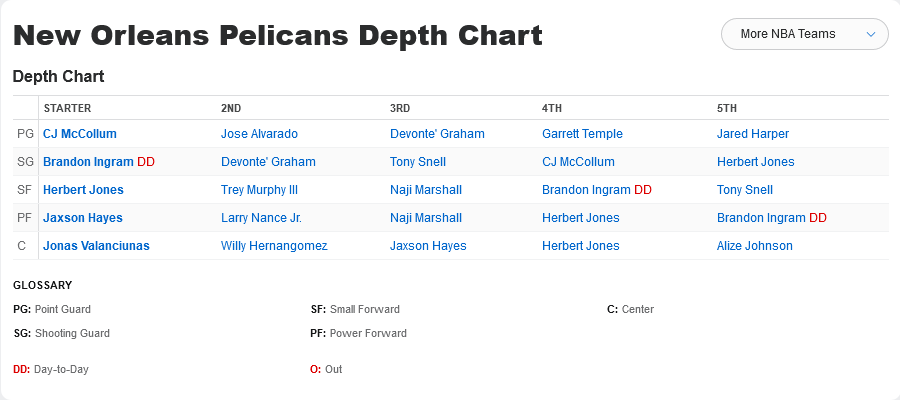 New Orleans Pelicans Depth Chart
More NBA Teams
Depth Chart
STARTER 2ND 3RD 4TH 5TH
PG CJ McCollum Jose Alvarado Devonte' Graham Garrett Temple Jared Harper
SG Brandon Ingram DD Devonte' Graham Tony Snell CJ McCollum Herbert Jones
SF Herbert Jones Trey Murphy III Naji Marshall Brandon Ingram DD Tony Snell
PF Jaxson Hayes Larry Nance Jr. Naji Marshall Herbert Jones Brandon Ingram DD
C Jonas Valanciunas Willy Hernangomez Jaxson Hayes Herbert Jones Alize Johnson
GLOSSARY
PG: Point Guard SF: Small Forward C: Center
SG: Shooting Guard PF: Power Forward
DD: Day-to-Day O: Out